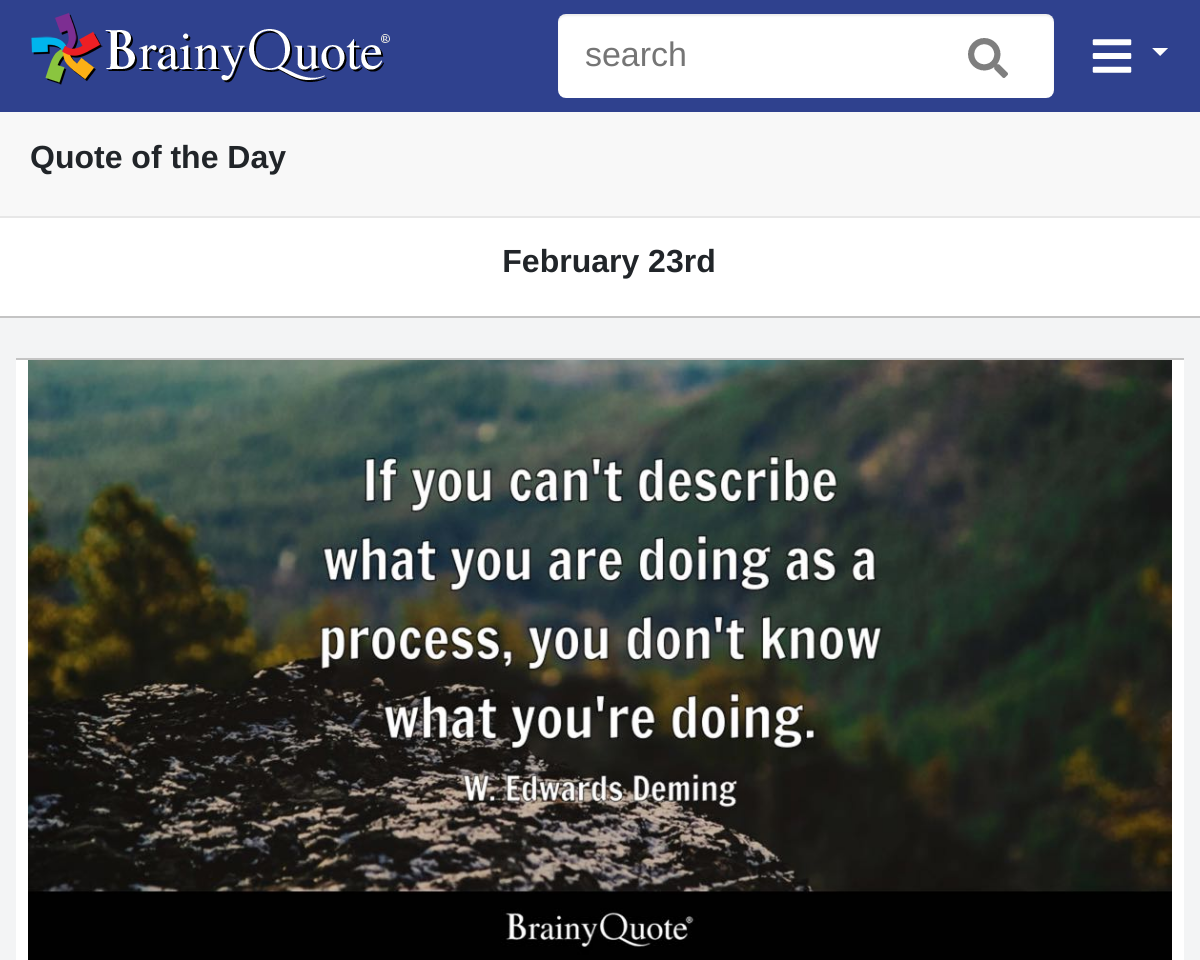 BrainyQuote®
search
Quote of the Day
February 23rd
If you can't describe
what you are doing as a
process, you don't know
what you're doing.
W. Edwards Deming
BrainyQuote®